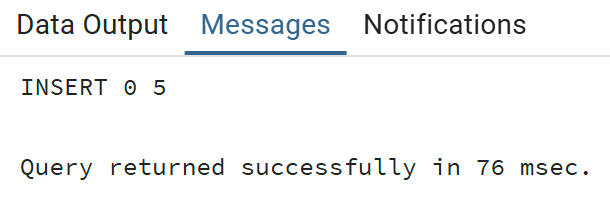 Data Output Messages Notifications
INSERT 0 5
Query returned successfully in 76 msec.